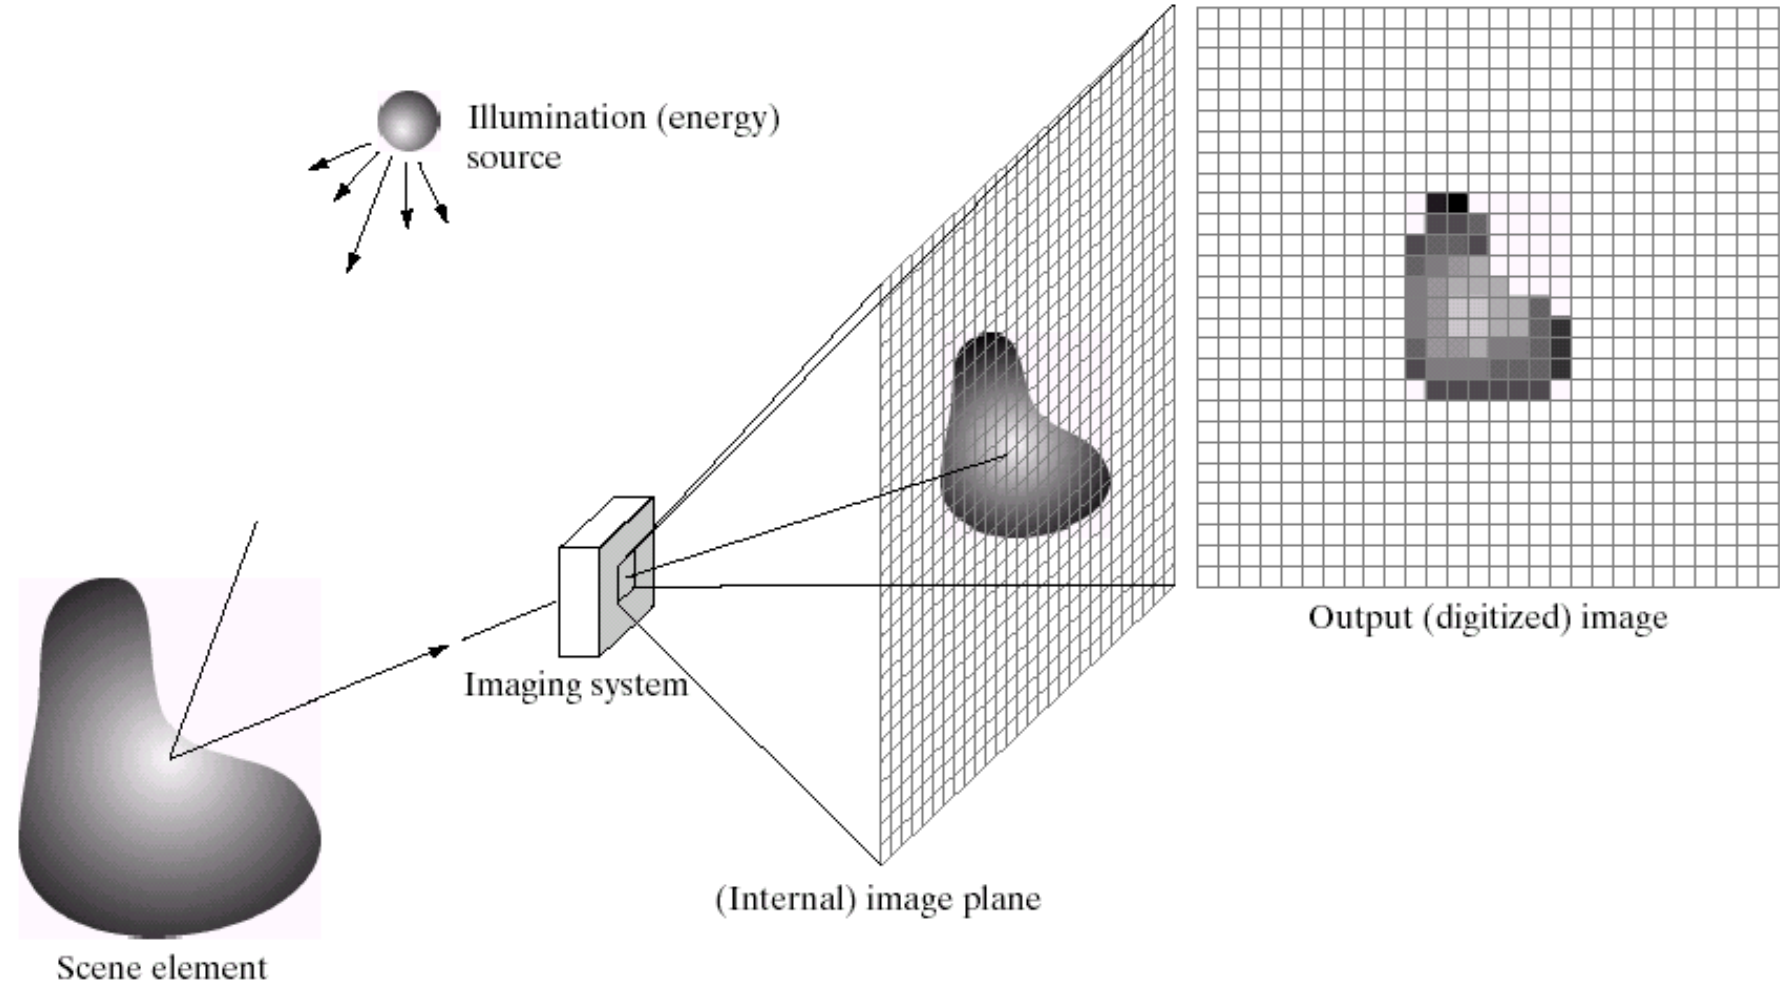 Illumination (energy)
source
Output (digitized) image
Imaging system
(Internal) image plane
Scene element